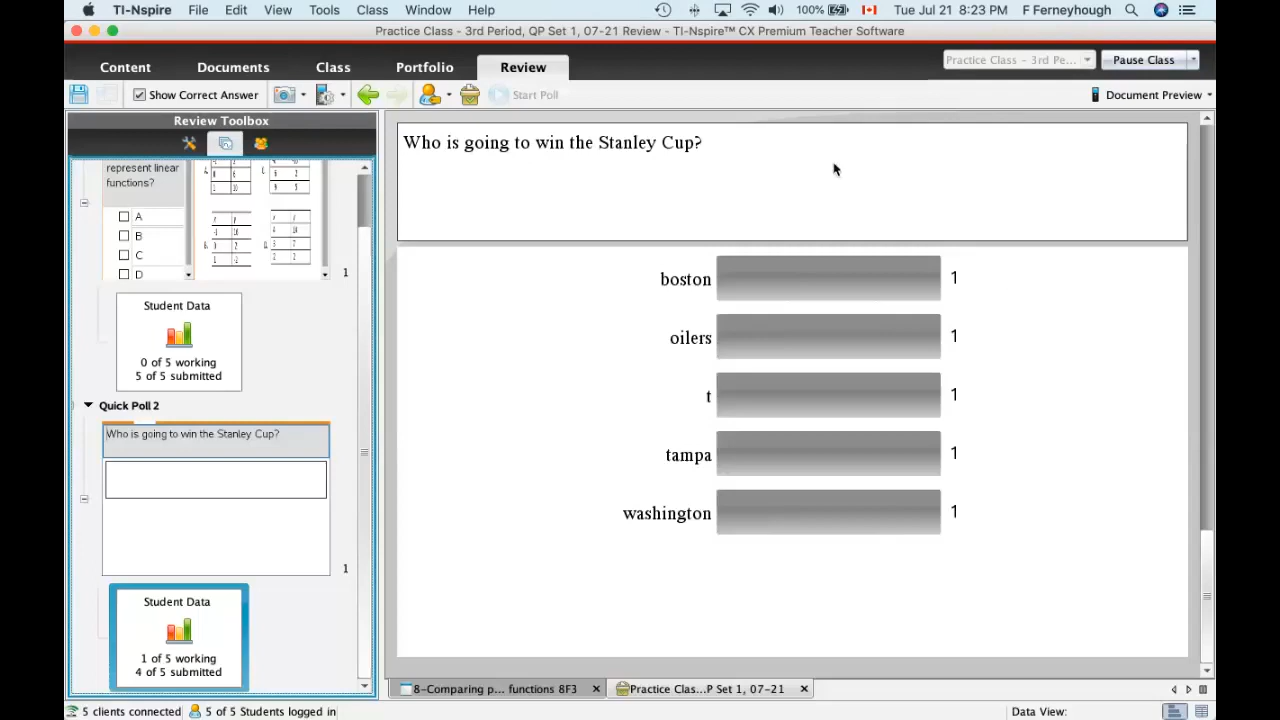 TI-Nspire File Edit View Tools Class Window Help 100% Tue Jul 21 8:23 PM F Ferneyhough
Practice Class - 3rd Period, QP Set 1, 07-21 Review - TI-Nspire™ CX Premium Teacher Software
Content Documents Class Portfolio Review Practice Class - 3rd Pe... Pause Class
Show Correct Answer Start Poll Document Preview
Review Toolbox
represent linear
functions?
A
B
C
D
1
Student Data
0 of 5 working
5 of 5 submitted
Quick Poll 2
Who is going to win the Stanley Cup?
1
Student Data
1 of 5 working
4 of 5 submitted
Who is going to win the Stanley Cup?
boston 1
oilers 1
t 1
tampa 1
washington 1
8-Comparing p... functions 8F3 Practice Clas...P Set 1, 07-21
5 clients connected 5 of 5 Students logged in Data View: